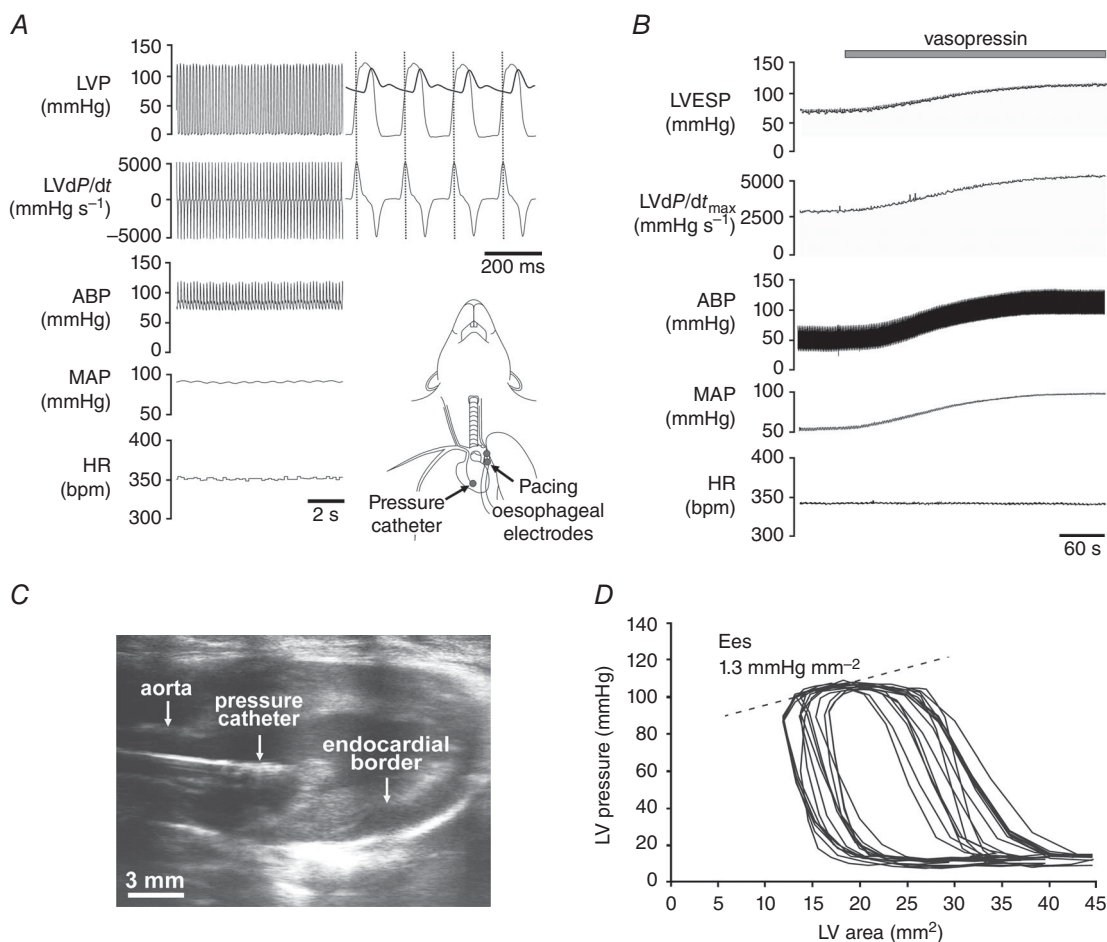 A
150
100
50
0
LVP
(mmHg)
5000
0
−5000
LVdP/dt
(mmHg s−1)
200 ms
150
100
50
0
ABP
(mmHg)
100
50
MAP
(mmHg)
400
350
300
HR
(bpm)
2 s
Pressure
catheter
Pacing
oesophageal
electrodes
B
vasopressin
150
100
50
0
LVESP
(mmHg)
5000
2500
0
LVdP/dtmax
(mmHg s−1)
150
100
50
0
ABP
(mmHg)
100
50
MAP
(mmHg)
400
350
300
HR
(bpm)
60 s
C
aorta
pressure
catheter
endocardial
border
3 mm
D
140
120
100
80
60
40
20
0
LV pressure (mmHg)
Ees
1.3 mmHg mm−2
0 5 10 15 20 25 30 35 40 45
LV area (mm2)